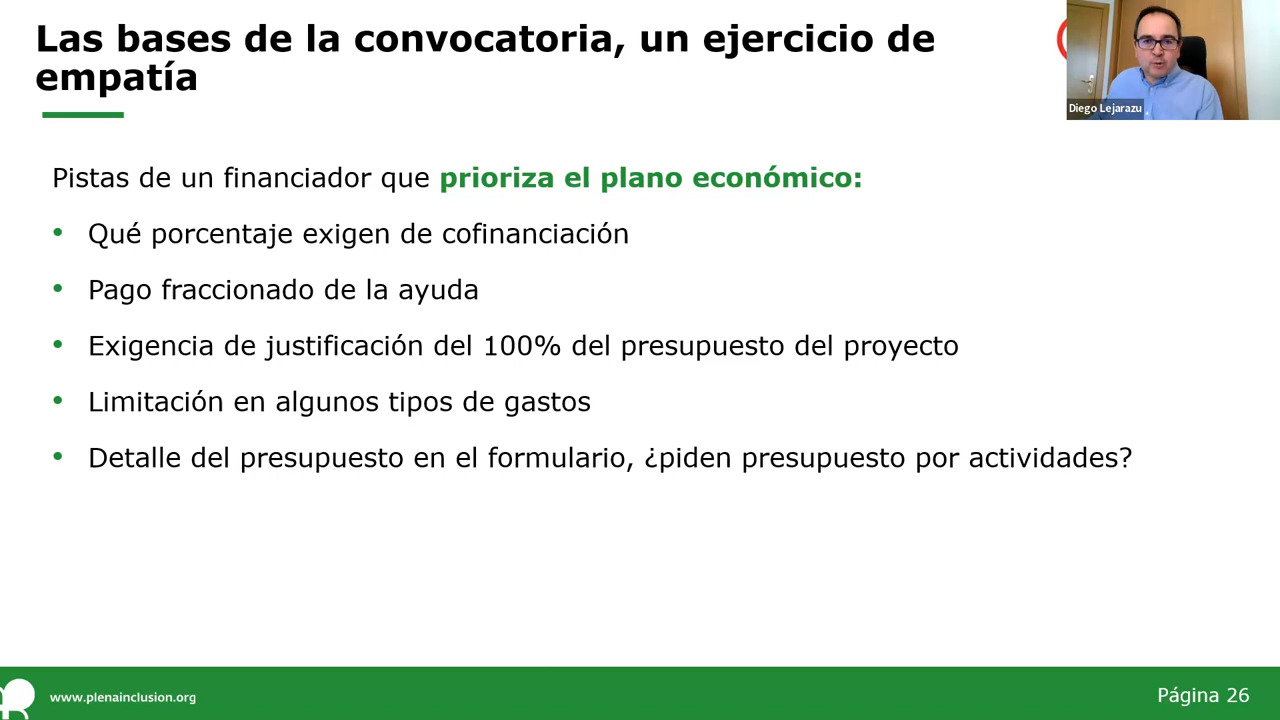 Las bases de la convocatoria, un ejercicio de
empatía
Diego Lejarazu
Pistas de un financiador que prioriza el plano económico:
• Qué porcentaje exigen de cofinanciación
• Pago fraccionado de la ayuda
• Exigencia de justificación del 100% del presupuesto del proyecto
• Limitación en algunos tipos de gastos
• Detalle del presupuesto en el formulario, ¿piden presupuesto por actividades?
www.plenainclusion.org
Página 26